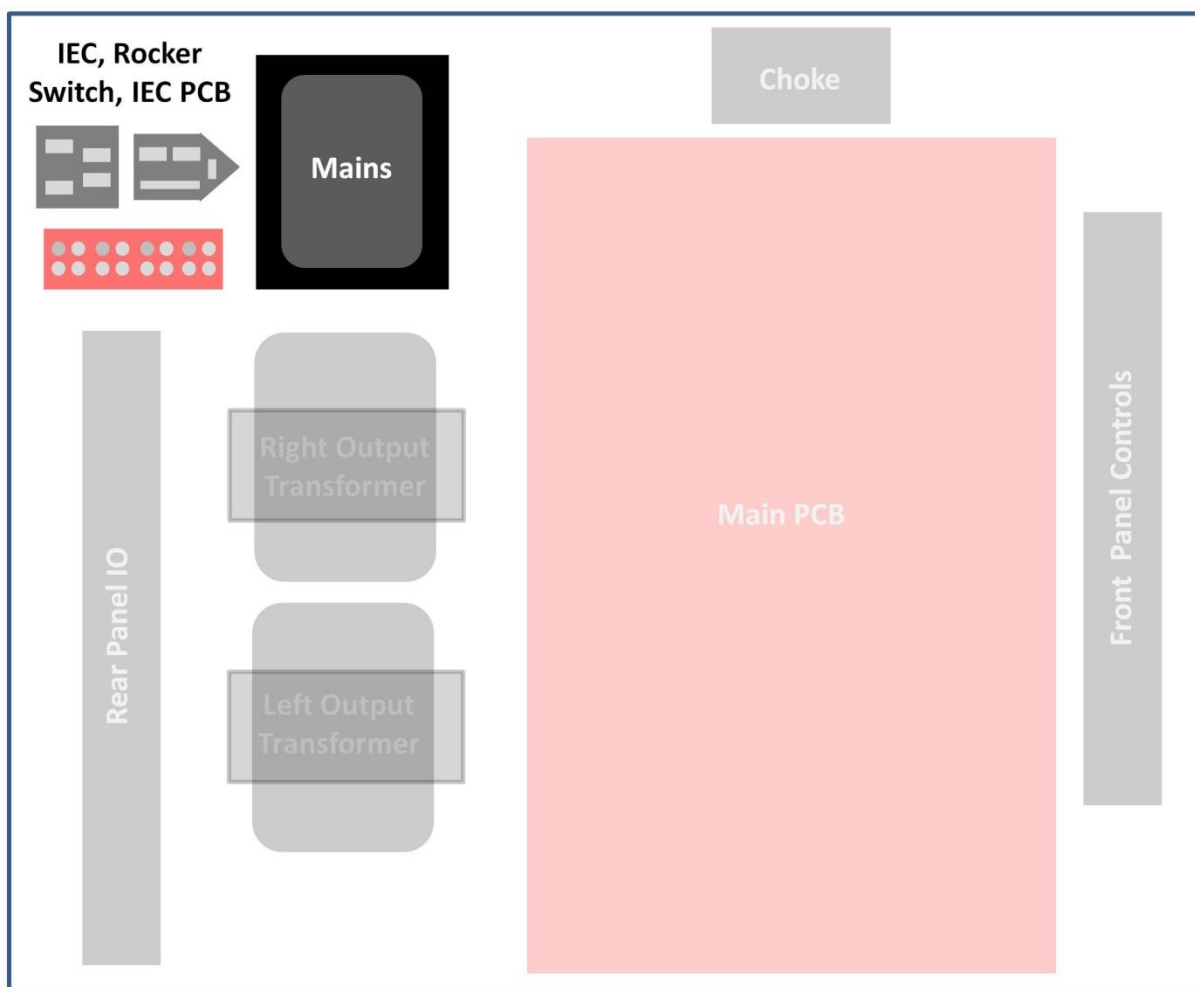 IEC, Rocker
Switch, IEC PCB
Mains
Choke
Right Output
Transformer
Left Output
Transformer
Rear Panel IO
Main PCB
Front Panel Controls